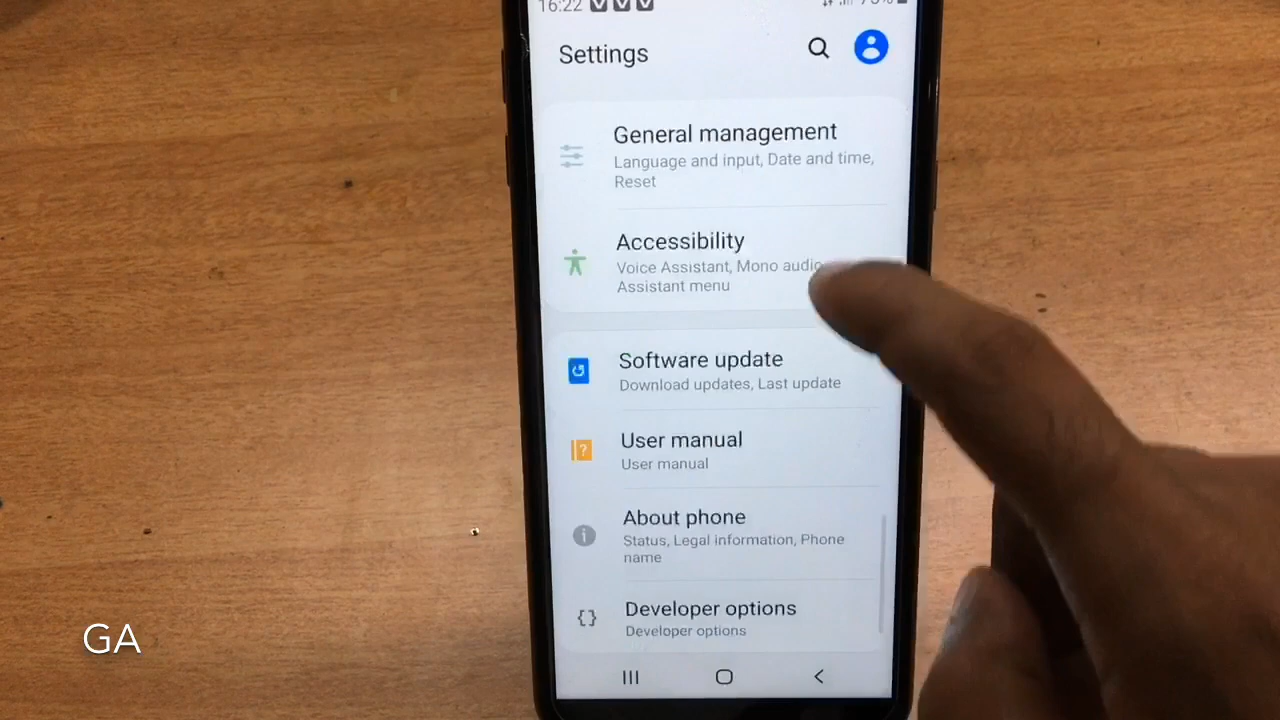 16:22
Settings
General management
Language and input, Date and time,
Reset
Accessibility
Voice Assistant, Mono audio
Assistant menu
Software update
Download updates, Last update
User manual
User manual
About phone
Status, Legal information, Phone
name
Developer options
Developer options
GA